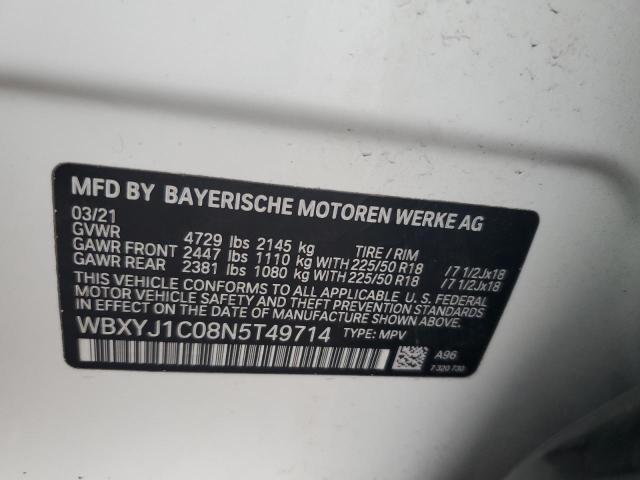 MFD BY BAYERISCHE MOTOREN WERKE AG
03/21
GVWR 4729 lbs 2145 kg TIRE / RIM
GAWR FRONT 2447 lbs 1110 kg WITH 225/50 R18 /7 1/2Jx18
GAWR REAR 2381 lbs 1080 kg WITH 225/50 R18 /7 1/2Jx18
THIS VEHICLE CONFORMS TO ALL APPLICABLE U.S. FEDERAL
MOTOR VEHICLE SAFETY AND THEFT PREVENTION STANDARDS
IN EFFECT ON THE DATE OF MANUFACTURE SHOWN ABOVE.
WBXYJ1C08N5T49714 TYPE: MPV
A96
7 320 730